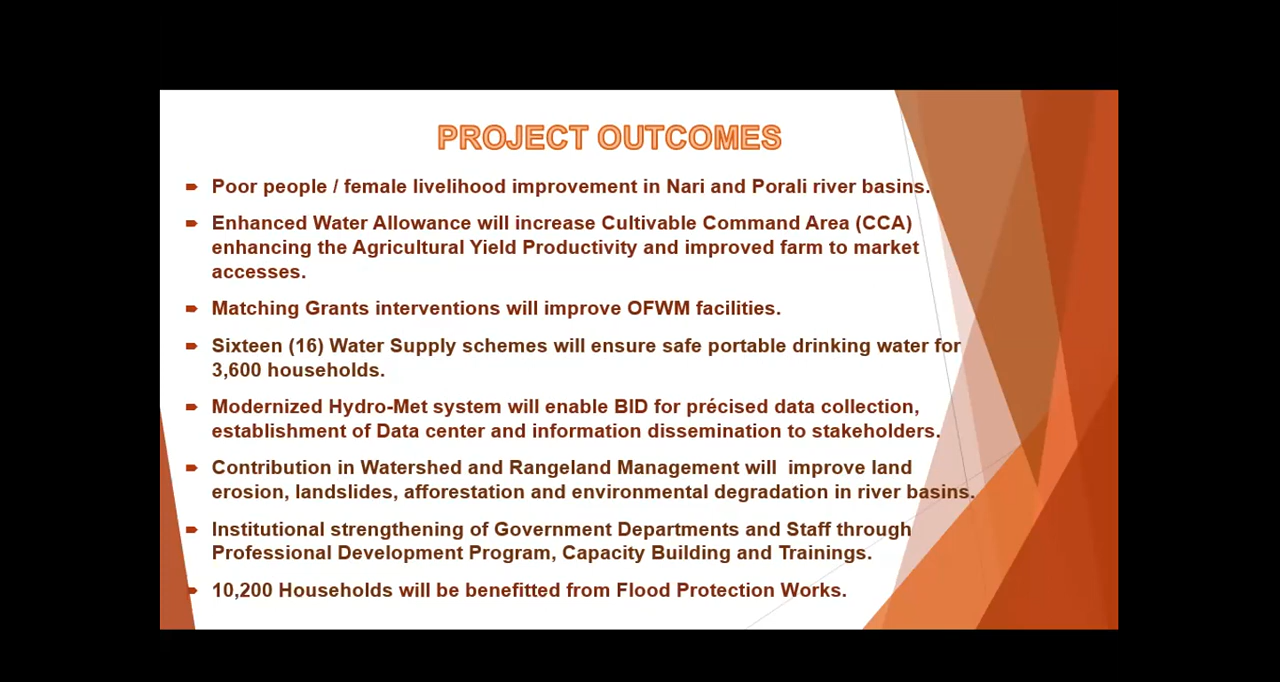 PROJECT OUTCOMES
Poor people / female livelihood improvement in Nari and Porali river basins.
Enhanced Water Allowance will increase Cultivable Command Area (CCA)
enhancing the Agricultural Yield Productivity and improved farm to market
accesses.
Matching Grants interventions will improve OFWM facilities.
Sixteen (16) Water Supply schemes will ensure safe portable drinking water for
3,600 households.
Modernized Hydro-Met system will enable BID for précised data collection,
establishment of Data center and information dissemination to stakeholders.
Contribution in Watershed and Rangeland Management will  improve land
erosion, landslides, afforestation and environmental degradation in river basins.
Institutional strengthening of Government Departments and Staff through
Professional Development Program, Capacity Building and Trainings.
10,200 Households will be benefitted from Flood Protection Works.